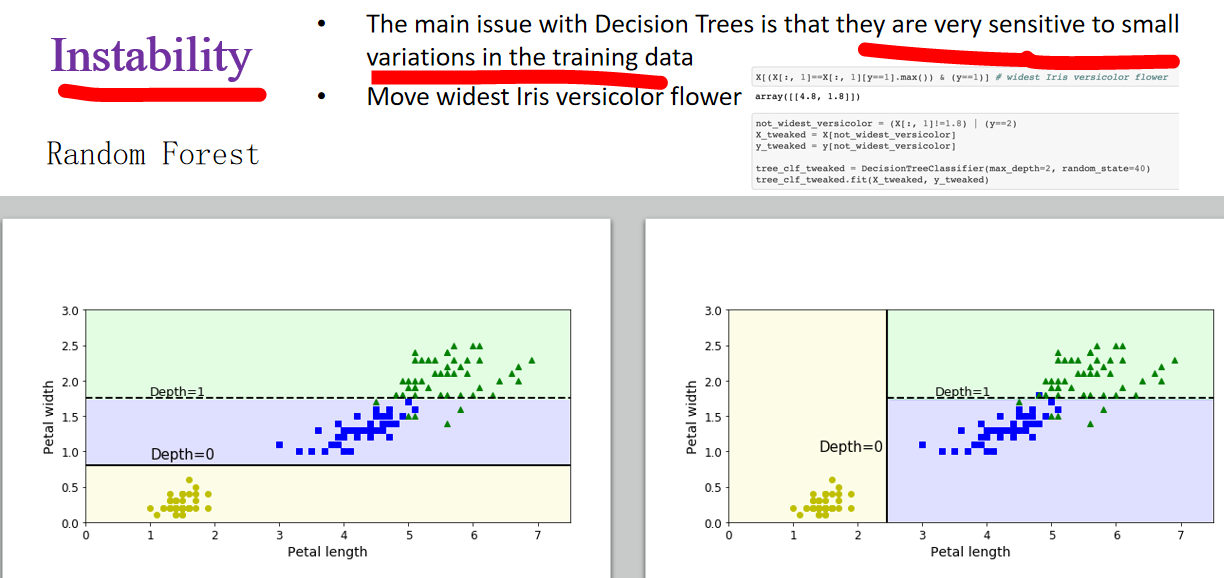 Instability
• The main issue with Decision Trees is that they are very sensitive to small
variations in the training data
• Move widest Iris versicolor flower
Random Forest
X[(X[:, 1]==X[:, 1][y==1].max()) & (y==1)] # widest Iris versicolor flower
array([[4.8, 1.8]])
not_widest_versicolor = (X[:, 1]!=1.8) | (y==2)
X_tweaked = X[not_widest_versicolor]
y_tweaked = y[not_widest_versicolor]
tree_clf_tweaked = DecisionTreeClassifier(max_depth=2, random_state=40)
tree_clf_tweaked.fit(X_tweaked, y_tweaked)
3.0
2.5
2.0
1.5
1.0
0.5
0.0
Petal width
Depth=1
Depth=0
0 1 2 3 4 5 6 7
Petal length
3.0
2.5
2.0
1.5
1.0
0.5
0.0
Petal width
Depth=1
Depth=0
0 1 2 3 4 5 6 7
Petal length